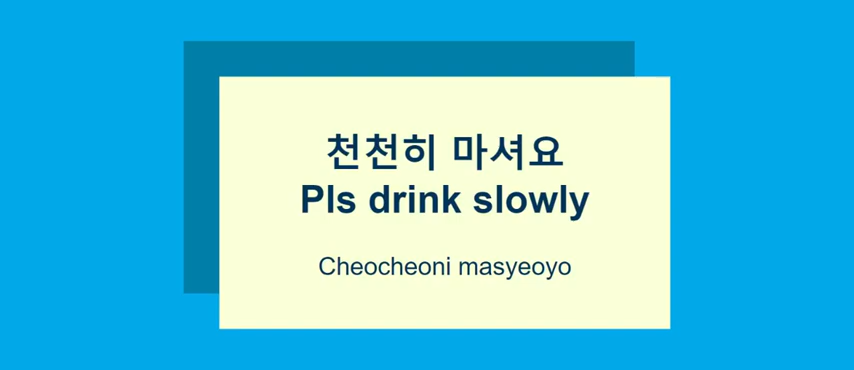 천천히 마셔요
Pls drink slowly
Cheocheoni masyeoyo